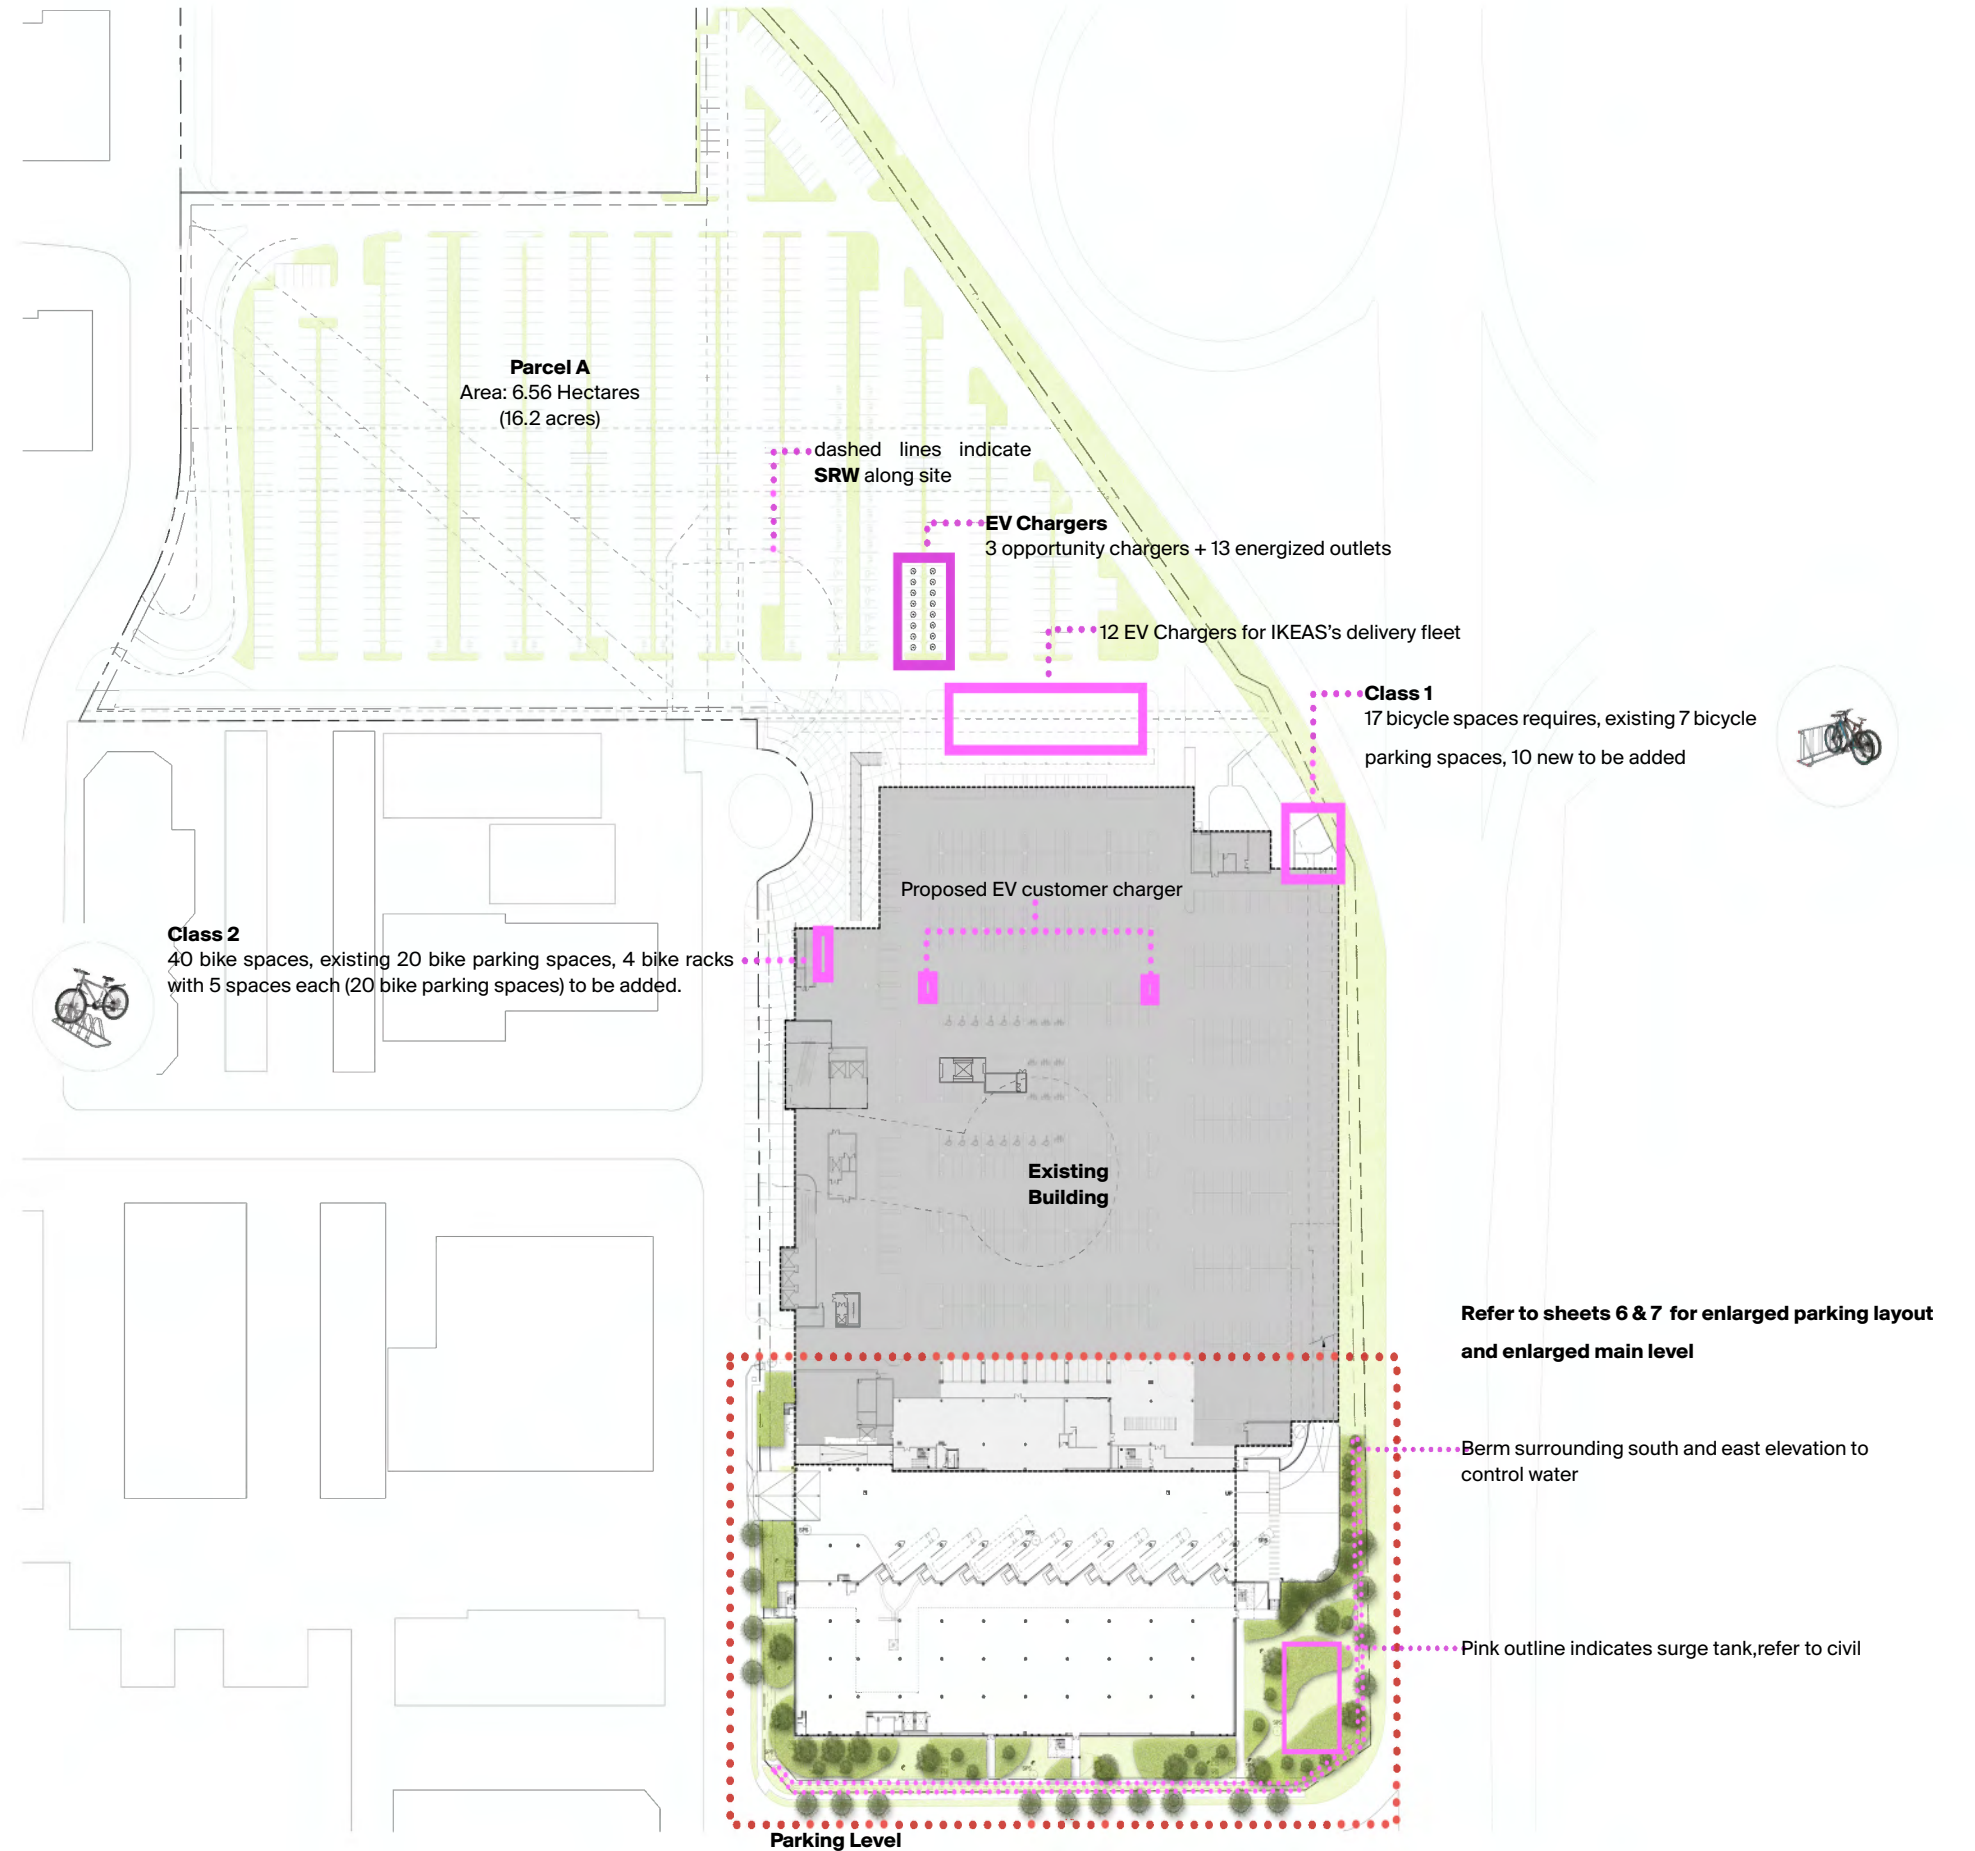 Parcel A
Area: 6.56 Hectares
(16.2 acres)
dashed lines indicate
SRW along site
EV Chargers
3 opportunity chargers + 13 energized outlets
12 EV Chargers for IKEAS's delivery fleet
Class 1
17 bicycle spaces requires, existing 7 bicycle
parking spaces, 10 new to be added
Proposed EV customer charger
Class 2
40 bike spaces, existing 20 bike parking spaces, 4 bike racks
with 5 spaces each (20 bike parking spaces) to be added.
Existing
Building
Refer to sheets 6 & 7 for enlarged parking layout
and enlarged main level
Berm surrounding south and east elevation to
control water
UP
Pink outline indicates surge tank,refer to civil
Parking Level